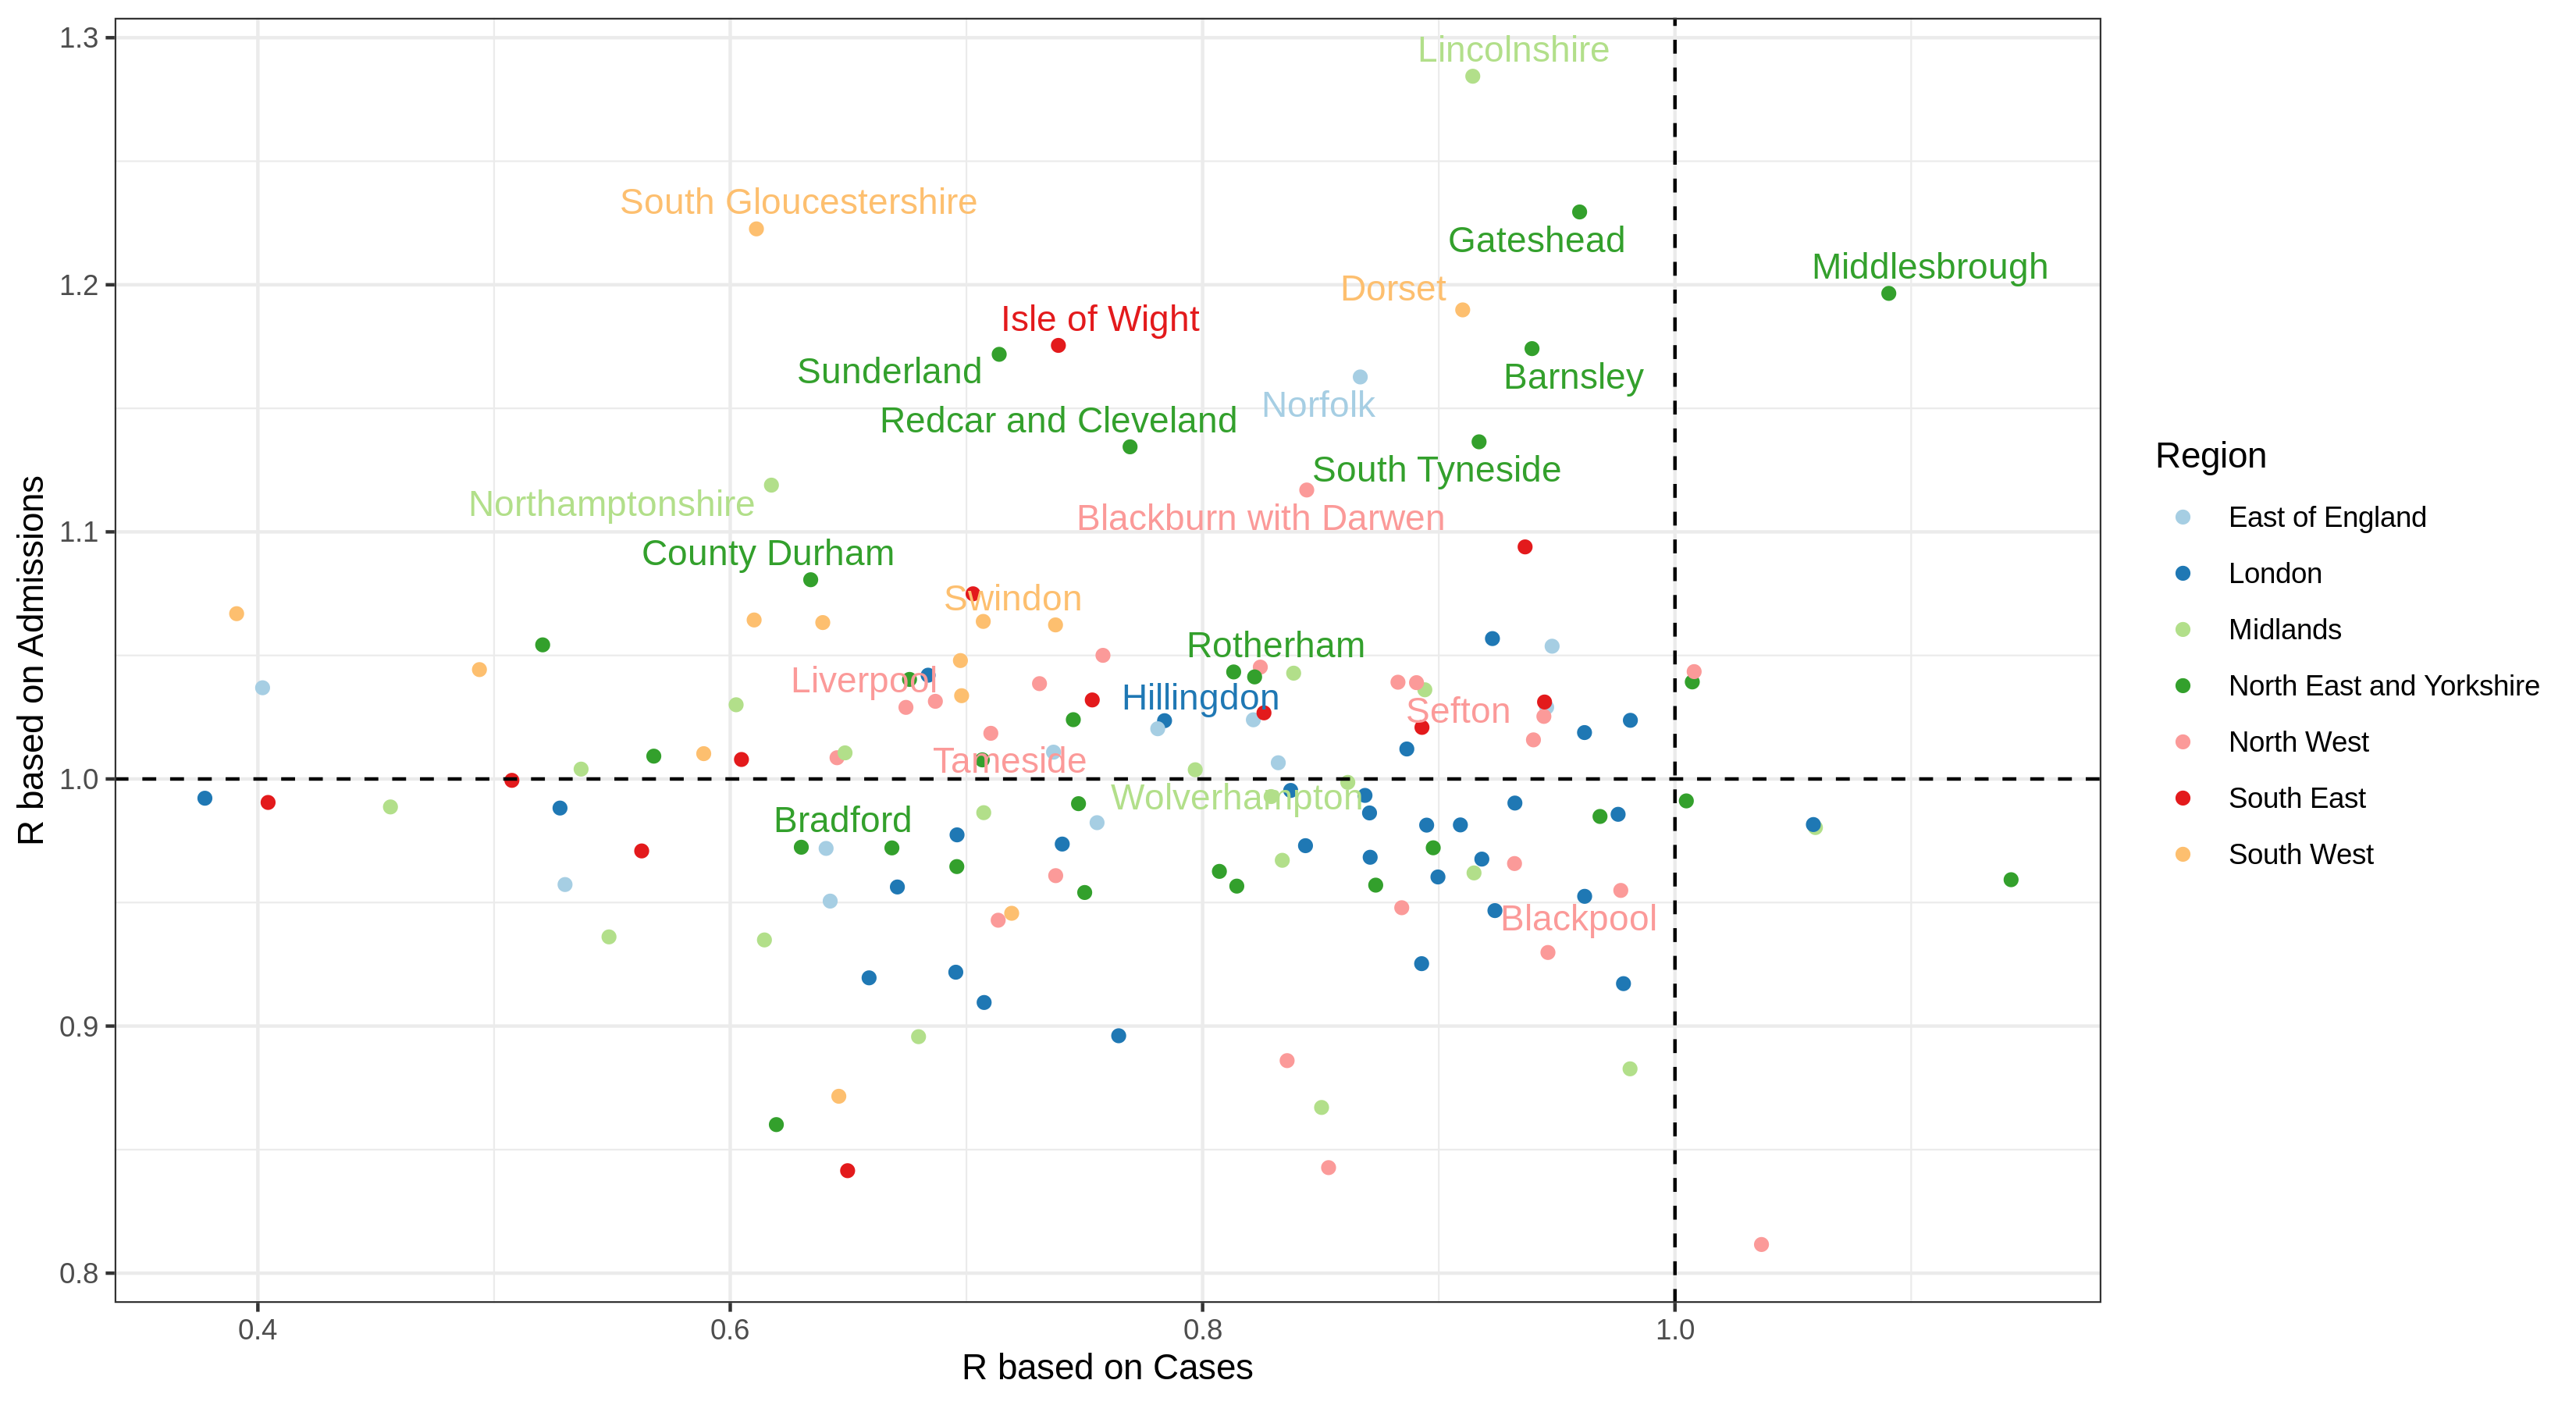 1.3
1.2
1.1
1.0
0.9
0.8
R based on Admissions
Lincolnshire
South Gloucestershire
Gateshead
Middlesbrough
Dorset
Isle of Wight
Sunderland
Barnsley
Norfolk
Redcar and Cleveland
South Tyneside
Northamptonshire
Blackburn with Darwen
County Durham
Swindon
Rotherham
Liverpool
Hillingdon
Sefton
Tameside
Wolverhampton
Bradford
Blackpool
0.4
0.6
0.8
1.0
R based on Cases
Region
East of England
London
Midlands
North East and Yorkshire
North West
South East
South West